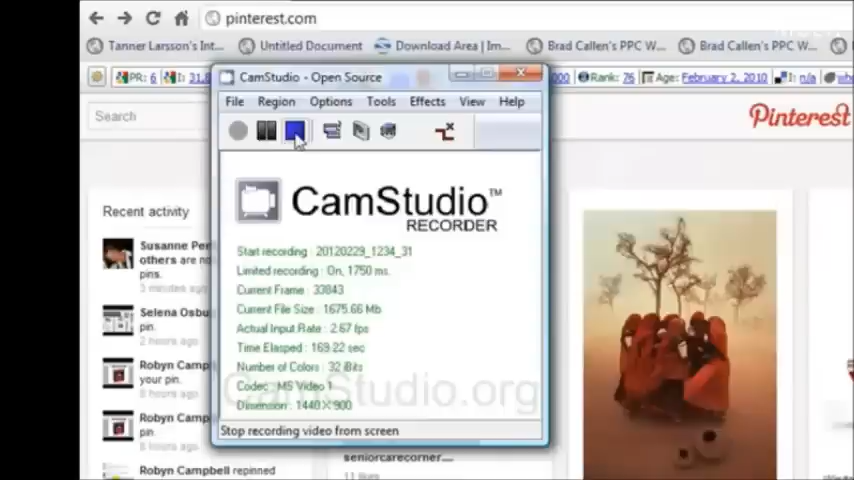 pinterest.com
Tanner Larsson's Int...
Untitled Document
Download Area | Im...
Brad Callen's PPC W...
Brad Callen's PPC W...
PR: 6
I: 31.8
000
Rank: 76
Age: February 2, 2010
I: n/a
CamStudio - Open Source
File Region Options Tools Effects View Help
Search
Pinterest
CamStudio™
RECORDER
Start recording : 20120229_1234_31
Limited recording : On, 1750 ms.
Current Frame : 33843
Current File Size : 1675.66 Mb
Actual Input Rate : 2.67 fps
Time Elasped : 169.22 sec
Number of Colors : 32 Bits
Codec : MS Video 1
Dimension : 1440 X 900
CamStudio.org
Stop recording video from screen
Recent activity
Susanne Per
others are
pins.
3 minutes ago
Selena Osbu
pin.
Robyn Camp
your pin.
hours ago
Robyn Camp
pin.
hours ago
Robyn Campbell repinned
seniorcarecorner....
11 likes